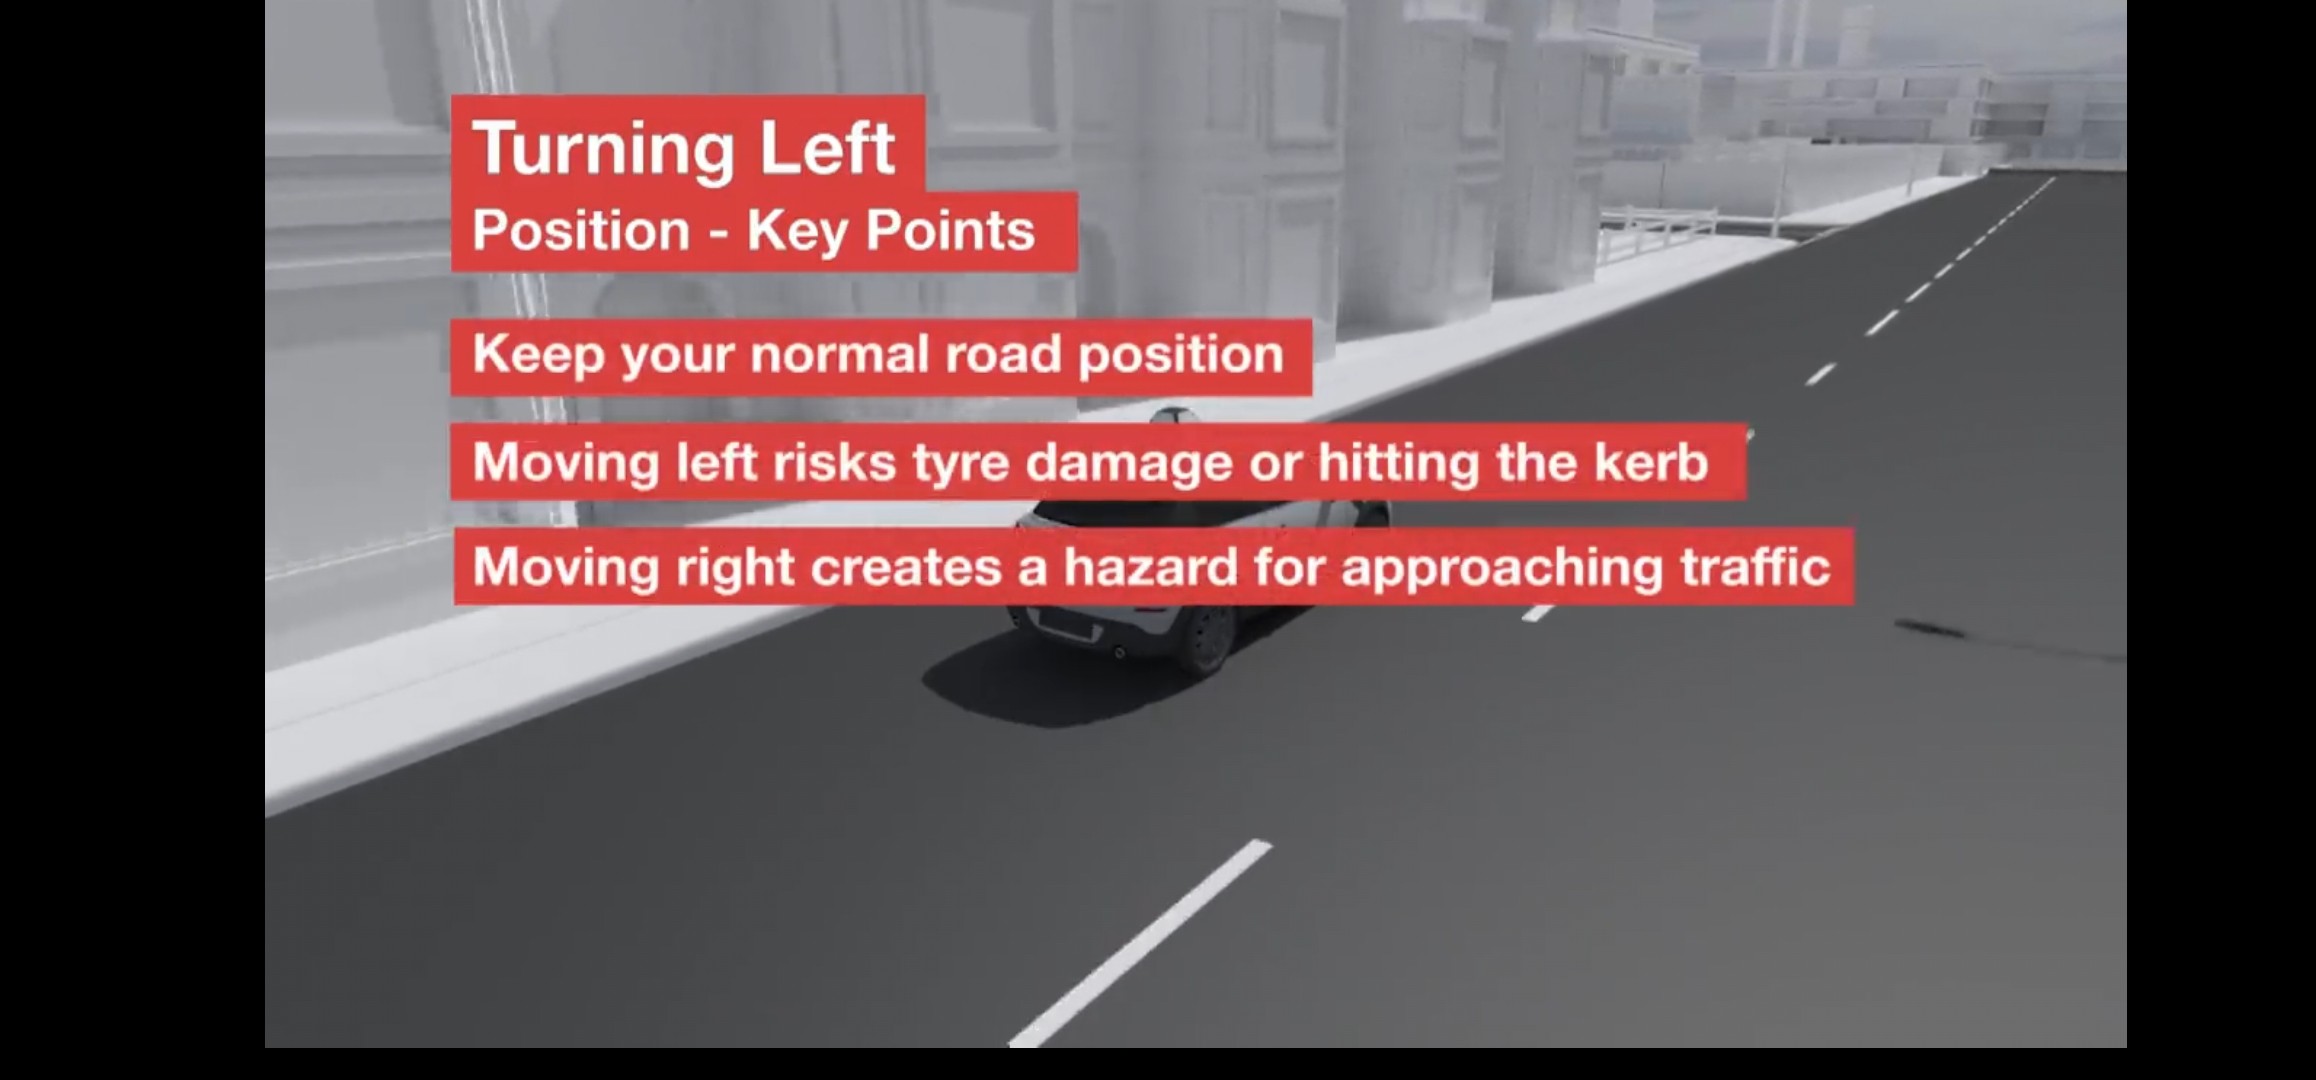 Turning Left
Position - Key Points
Keep your normal road position
Moving left risks tyre damage or hitting the kerb
Moving right creates a hazard for approaching traffic